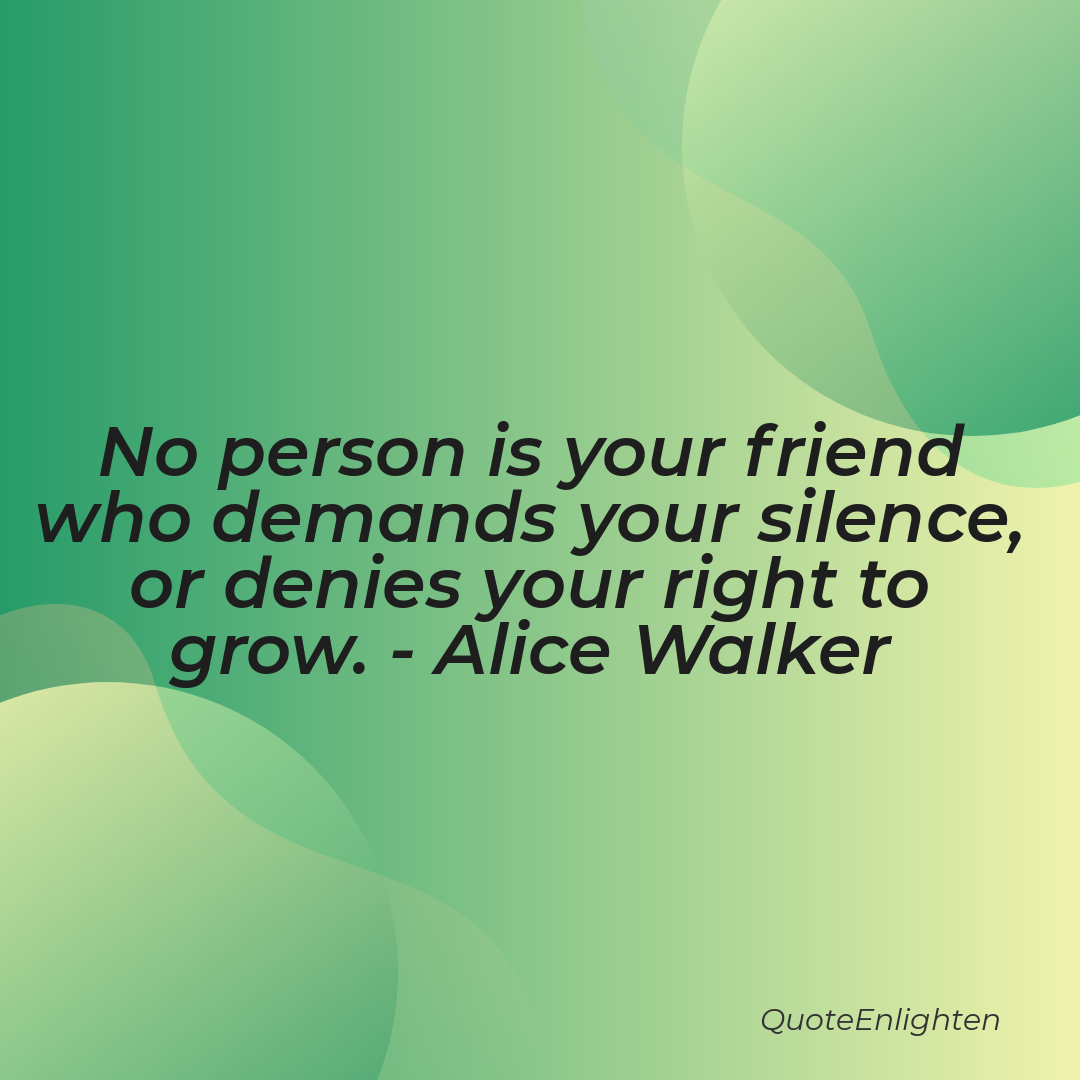 No person is your friend
who demands your silence,
or denies your right to
grow. - Alice Walker
QuoteEnlighten